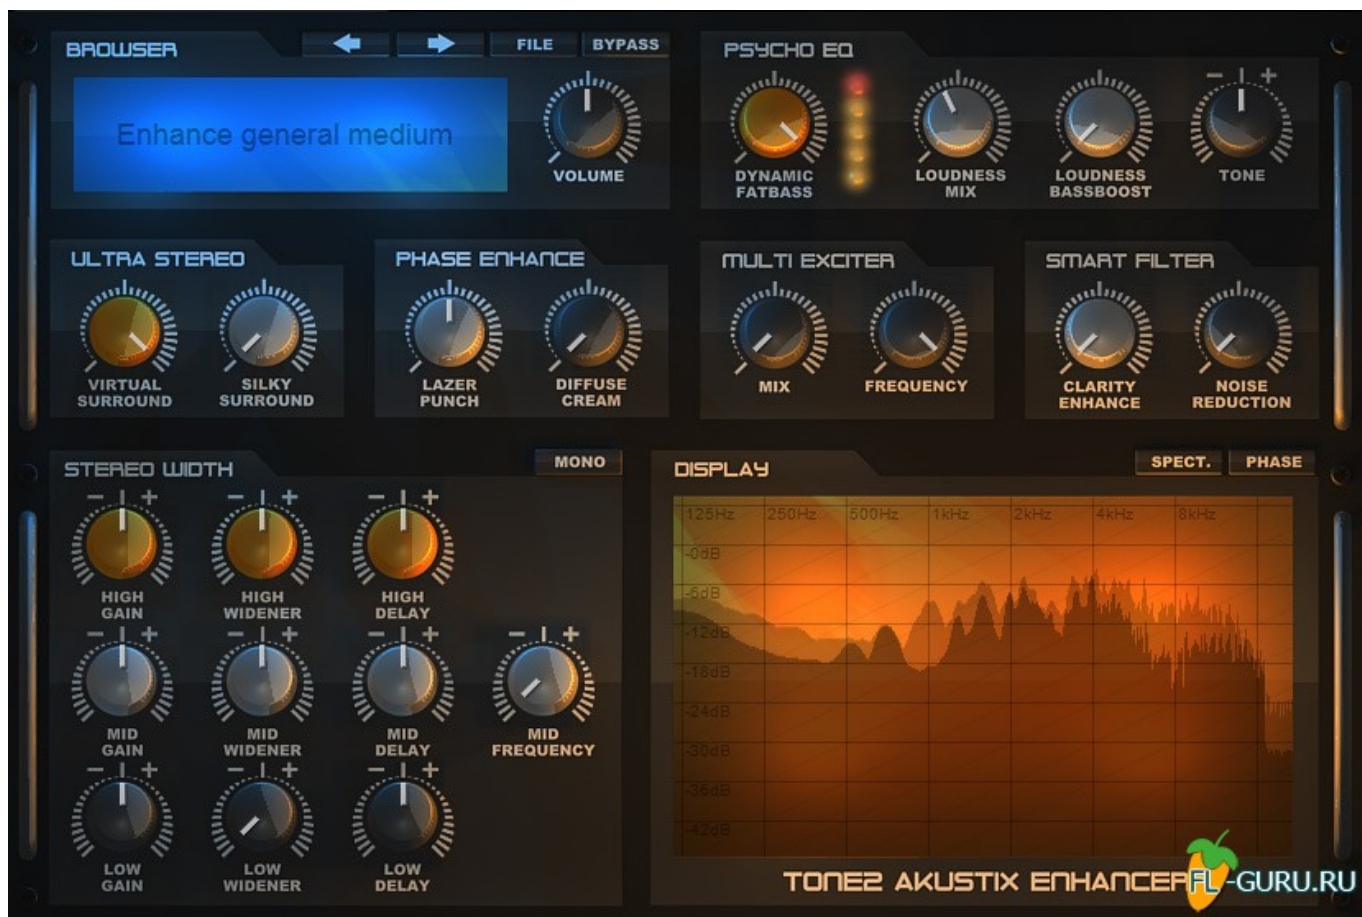 BROWSER
FILE
BYPASS
Enhance general medium
VOLUME
PSYCHO EQ
DYNAMIC
FATBASS
LOUDNESS
MIX
LOUDNESS
BASSBOOST
- +
TONE
ULTRA STEREO
VIRTUAL
SURROUND
SILKY
SURROUND
PHASE ENHANCE
LAZER
PUNCH
DIFFUSE
CREAM
MULTI EXCITER
MIX
FREQUENCY
SMART FILTER
CLARITY
ENHANCE
NOISE
REDUCTION
STEREO WIDTH
MONO
- + - + - +
HIGH
GAIN
HIGH
WIDENER
HIGH
DELAY
- + - + - + - +
MID
GAIN
MID
WIDENER
MID
DELAY
MID
FREQUENCY
- + - + - +
LOW
GAIN
LOW
WIDENER
LOW
DELAY
DISPLAY
SPECT.
PHASE
125Hz 250Hz 500Hz 1kHz 2kHz 4kHz 8kHz
-0dB
-6dB
-12dB
-18dB
-24dB
-30dB
-36dB
-42dB
TONE2 AKUSTIX ENHANCER
FL-GURU.RU